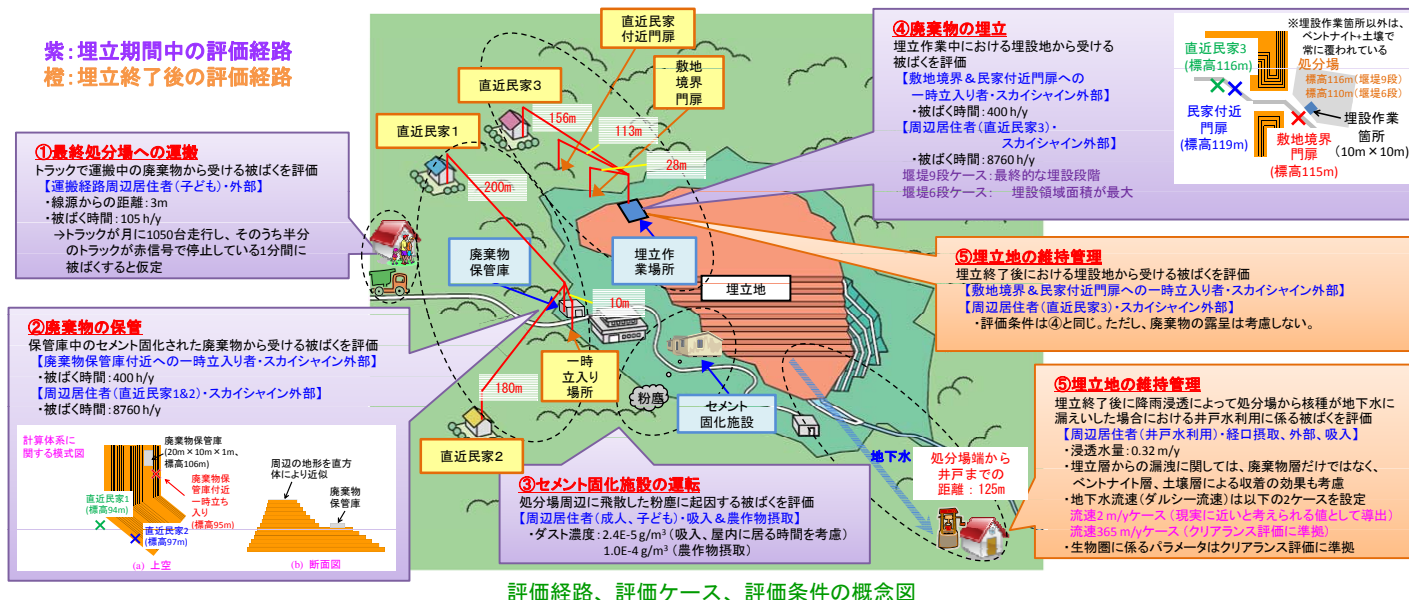 紫:埋立期間中の評価経路
橙:埋立終了後の評価経路
①最終処分場への運搬
トラックで運搬中の廃棄物から受ける被ばくを評価
【運搬経路周辺居住者(子ども)・外部】
・線源からの距離:3m
・被ばく時間:105 h/y
→トラックが月に1050台走行し、そのうち半分
のトラックが赤信号で停止している1分間に
被ばくすると仮定
②廃棄物の保管
保管庫中のセメント固化された廃棄物から受ける被ばくを評価
【廃棄物保管庫付近への一時立入り者・スカイシャイン外部】
・被ばく時間:400 h/y
【周辺居住者(直近民家1&2)・スカイシャイン外部】
・被ばく時間:8760 h/y
計算体系に
関する模式図
廃棄物保管庫
(20m×10m×1m、
標高106m)
廃棄物保
管庫付近
一時立ち
入り
(標高95m)
直近民家1
(標高94m)
直近民家2
(標高97m)
(a) 上空
周辺の地形を直方
体により近似
廃棄物
保管庫
(b) 断面図
直近民家
付近門扉
敷地
境界
門扉
直近民家3
直近民家1
156m
113m
28m
200m
廃棄物
保管庫
埋立作
業場所
埋立地
10m
一時
立入り
場所
180m
直近民家2
粉塵
セメント
固化施設
地下水
処分場端から
井戸までの
距離:125m
③セメント固化施設の運転
処分場周辺に飛散した粉塵に起因する被ばくを評価
【周辺居住者(成人、子ども)・吸入&農作物摂取】
・ダスト濃度:2.4E-5 g/m³ (吸入、屋内に居る時間を考慮)
1.0E-4 g/m³ (農作物摂取)
④廃棄物の埋立
埋立作業中における埋設地から受ける
被ばくを評価
【敷地境界&民家付近門扉への
一時立入り者・スカイシャイン外部】
・被ばく時間:400 h/y
【周辺居住者(直近民家3)・
スカイシャイン外部】
・被ばく時間:8760 h/y
堰堤9段ケース:最終的な埋設段階
堰堤6段ケース: 埋設領域面積が最大
※埋設作業箇所以外は、
ベントナイト+土壌で
常に覆われている
処分場
標高116m(堰堤9段)
標高110m(堰堤6段)
直近民家3
(標高116m)
民家付近
門扉
(標高119m)
敷地境界
門扉
(標高115m)
埋設作業
箇所
(10m×10m)
⑤埋立地の維持管理
埋立終了後における埋設地から受ける被ばくを評価
【敷地境界&民家付近門扉への一時立入り者・スカイシャイン外部】
【周辺居住者(直近民家3)・スカイシャイン外部】
・評価条件は④と同じ。ただし、廃棄物の露呈は考慮しない。
⑤埋立地の維持管理
埋立終了後に降雨浸透によって処分場から核種が地下水に
漏えいした場合における井戸水利用に係る被ばくを評価
【周辺居住者(井戸水利用)・経口摂取、外部、吸入】
・浸透水量:0.32 m/y
・埋立層からの漏洩に関しては、廃棄物層だけではなく、
ベントナイト層、土壌層による収着の効果も考慮
・地下水流速(ダルシー流速)は以下の2ケースを設定
流速2 m/yケース (現実に近いと考えられる値として導出)
流速365 m/yケース (クリアランス評価に準拠)
・生物圏に係るパラメータはクリアランス評価に準拠
評価経路、評価ケース、評価条件の概念図